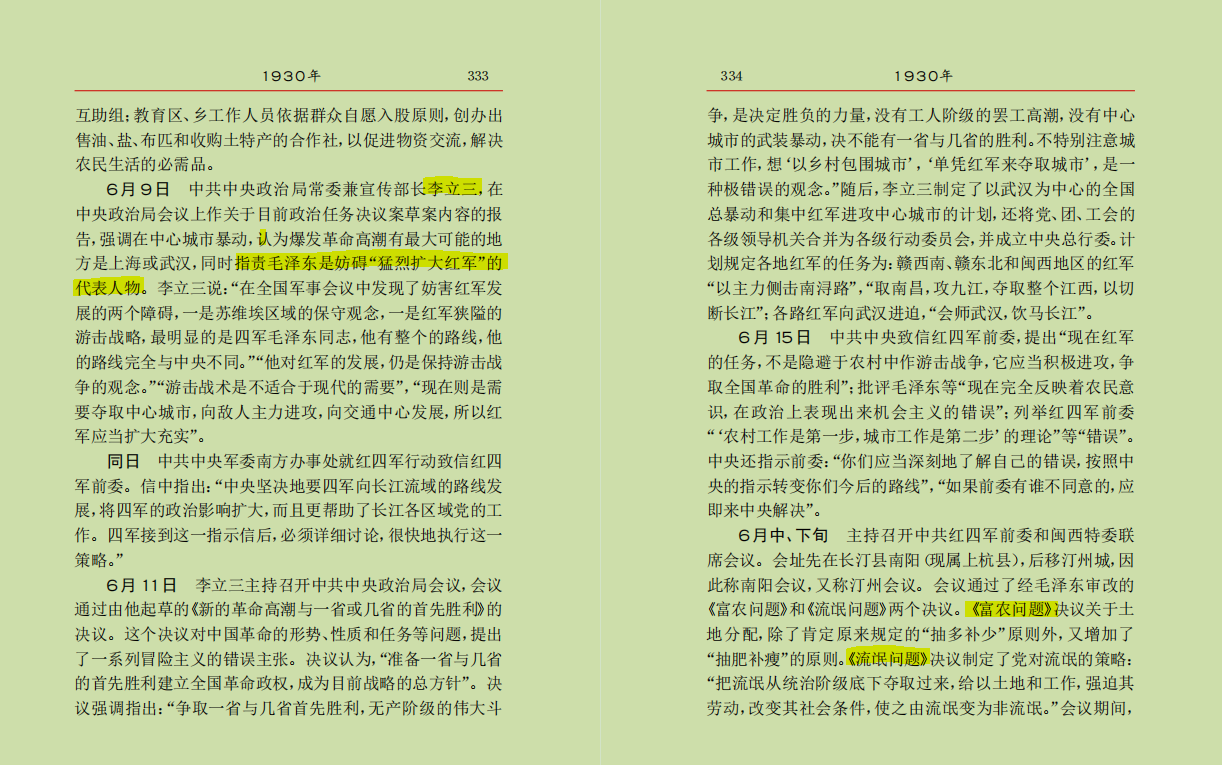 1930年 333
互助组；教育区、乡工作人员依据群众自愿入股原则，创办出
售油、盐、布匹和收购土特产的合作社，以促进物资交流，解决
农民生活的必需品。
6月9日 中共中央政治局常委兼宣传部长李立三，在
中央政治局会议上作关于目前政治任务决议案草案内容的报
告，强调在中心城市暴动，认为爆发革命高潮有最大可能的地
方是上海或武汉，同时指责毛泽东是妨碍“猛烈扩大红军”的
代表人物。李立三说：“在全国军事会议中发现了妨害红军发
展的两个障碍，一是苏维埃区域的保守观念，一是红军狭隘的
游击战略，最明显的是四军毛泽东同志，他有整个的路线，他
的路线完全与中央不同。”“他对红军的发展，仍是保持游击战
争的观念。”“游击战术是不适合于现代的需要”，“现在则是需
要夺取中心城市，向敌人主力进攻，向交通中心发展，所以红
军应当扩大充实”。
同日 中共中央军委南方办事处就红四军行动致信红四
军前委。信中指出：“中央坚决地要四军向长江流域的路线发
展，将四军的政治影响扩大，而且更帮助了长江各区域党的工
作。四军接到这一指示信后，必须详细讨论，很快地执行这一
策略。”
6月11日 李立三主持召开中共中央政治局会议，会议
通过由他起草的《新的革命高潮与一省或几省的首先胜利》的
决议。这个决议对中国革命的形势、性质和任务等问题，提出
了一系列冒险主义的错误主张。决议认为，“准备一省与几省
的首先胜利建立全国革命政权，成为目前战略的总方针”。决
议强调指出：“争取一省与几省首先胜利，无产阶级的伟大斗
334 1930年
争，是决定胜负的力量，没有工人阶级的罢工高潮，没有中心
城市的武装暴动，决不能有一省与几省的胜利。不特别注意城
市工作，想‘以乡村包围城市’，‘单凭红军来夺取城市’，是一
种极错误的观念。”随后，李立三制定了以武汉为中心的全国
总暴动和集中红军进攻中心城市的计划，还将党、团、工会的
各级领导机关合并为各级行动委员会，并成立中央总行委。计
划规定各地红军的任务为：赣西南、赣东北和闽西地区的红军
“以主力侧击南浔路”，“取南昌，攻九江，夺取整个江西，以切
断长江”；各路红军向武汉进迫，“会师武汉，饮马长江”。
6月15日 中共中央致信红四军前委，提出“现在红军
的任务，不是隐避于农村中作游击战争，它应当积极进攻，争
取全国革命的胜利”；批评毛泽东等“现在完全反映着农民意
识，在政治上表现出来机会主义的错误”；列举红四军前委
“‘农村工作是第一步，城市工作是第二步’的理论”等“错误”。
中央还指示前委：“你们应当深刻地了解自己的错误，按照中
央的指示转变你们今后的路线”，“如果前委有谁不同意的，应
即来中央解决”。
6月中、下旬 主持召开中共红四军前委和闽西特委联
席会议。会址先在长汀县南阳（现属上杭县），后移汀州城，因
此称南阳会议，又称汀州会议。会议通过了经毛泽东审改的
《富农问题》和《流氓问题》两个决议。《富农问题》决议关于土
地分配，除了肯定原来规定的“抽多补少”原则外，又增加了
“抽肥补瘦”的原则。《流氓问题》决议制定了党对流氓的策略：
“把流氓从统治阶级底下夺取过来，给以土地和工作，强迫其
劳动，改变其社会条件，使之由流氓变为非流氓。”会议期间，